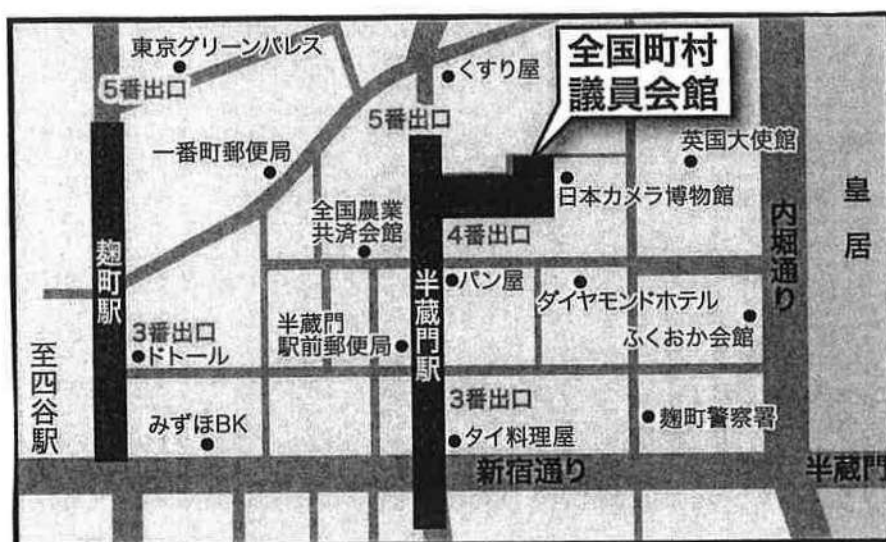 東京グリーンパレス
5番出口
くすり屋
全国町村
議員会館
5番出口
一番町郵便局
英国大使館
日本カメラ博物館
全国農業
共済会館
4番出口
皇居
内堀通り
麹町駅
半蔵門駅
パン屋
ダイヤモンドホテル
ふくおか会館
3番出口
ドトール
半蔵門
駅前郵便局
至四谷駅
3番出口
麹町警察署
みずほBK
タイ料理屋
新宿通り
半蔵門